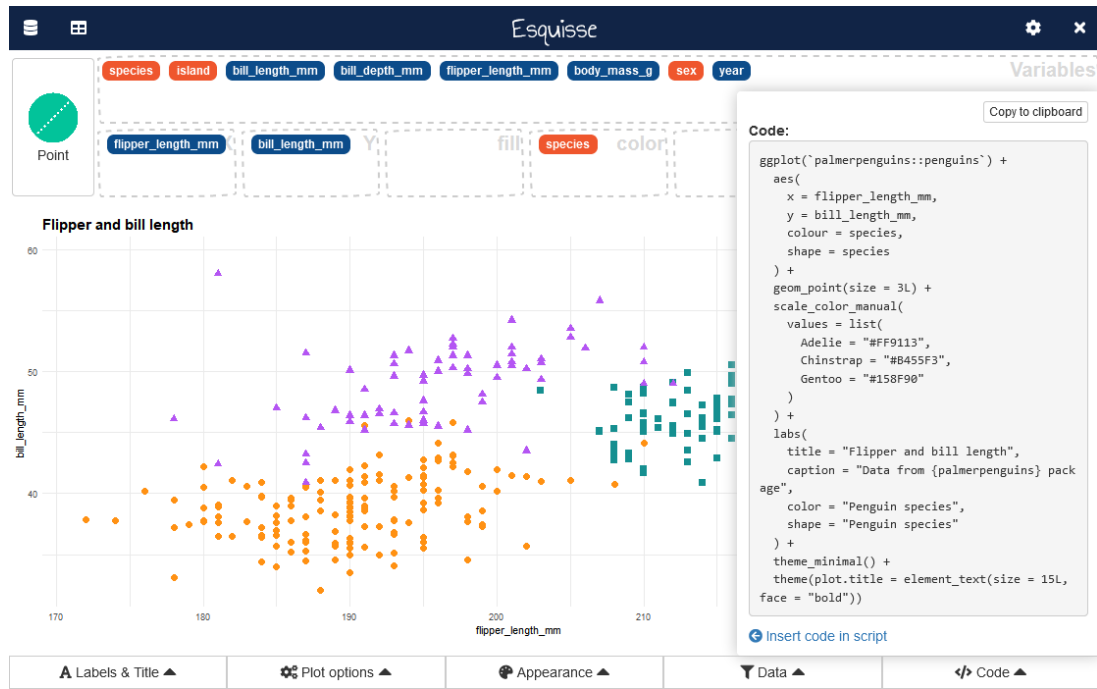 Esquisse
species island bill_length_mm bill_depth_mm flipper_length_mm body_mass_g sex year Variables
Point
flipper_length_mm X bill_length_mm Y fill species color
Copy to clipboard
Code:
ggplot(`palmerpenguins::penguins`) +
  aes(
    x = flipper_length_mm,
    y = bill_length_mm,
    colour = species,
    shape = species
  ) +
  geom_point(size = 3L) +
  scale_color_manual(
    values = list(
      Adelie = "#FF9113",
      Chinstrap = "#B455F3",
      Gentoo = "#158F90"
    )
  ) +
  labs(
    title = "Flipper and bill length",
    caption = "Data from {palmerpenguins} pack
age",
    color = "Penguin species",
    shape = "Penguin species"
  ) +
  theme_minimal() +
  theme(plot.title = element_text(size = 15L,
face = "bold"))
Insert code in script
Flipper and bill length
60
50
40
bill_length_mm
170 180 190 200 210
flipper_length_mm
Labels & Title Plot options Appearance Data Code